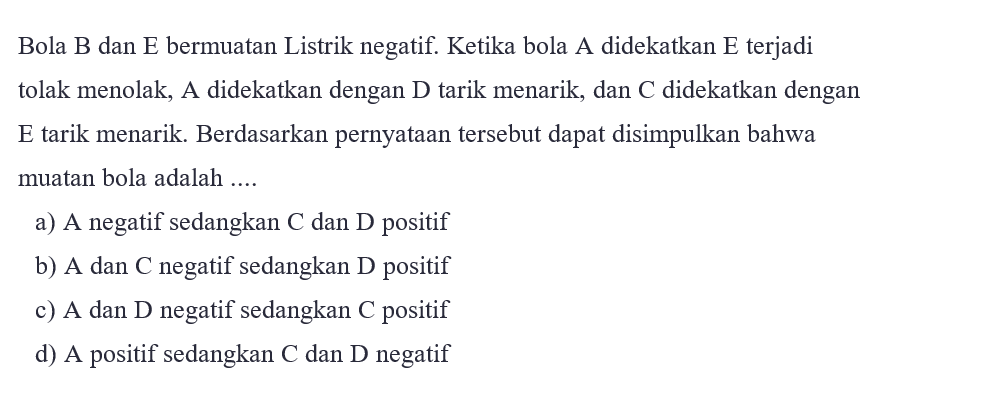 Bola B dan E bermuatan Listrik negatif. Ketika bola A didekatkan E terjadi
tolak menolak, A didekatkan dengan D tarik menarik, dan C didekatkan dengan
E tarik menarik. Berdasarkan pernyataan tersebut dapat disimpulkan bahwa
muatan bola adalah ....
a) A negatif sedangkan C dan D positif
b) A dan C negatif sedangkan D positif
c) A dan D negatif sedangkan C positif
d) A positif sedangkan C dan D negatif